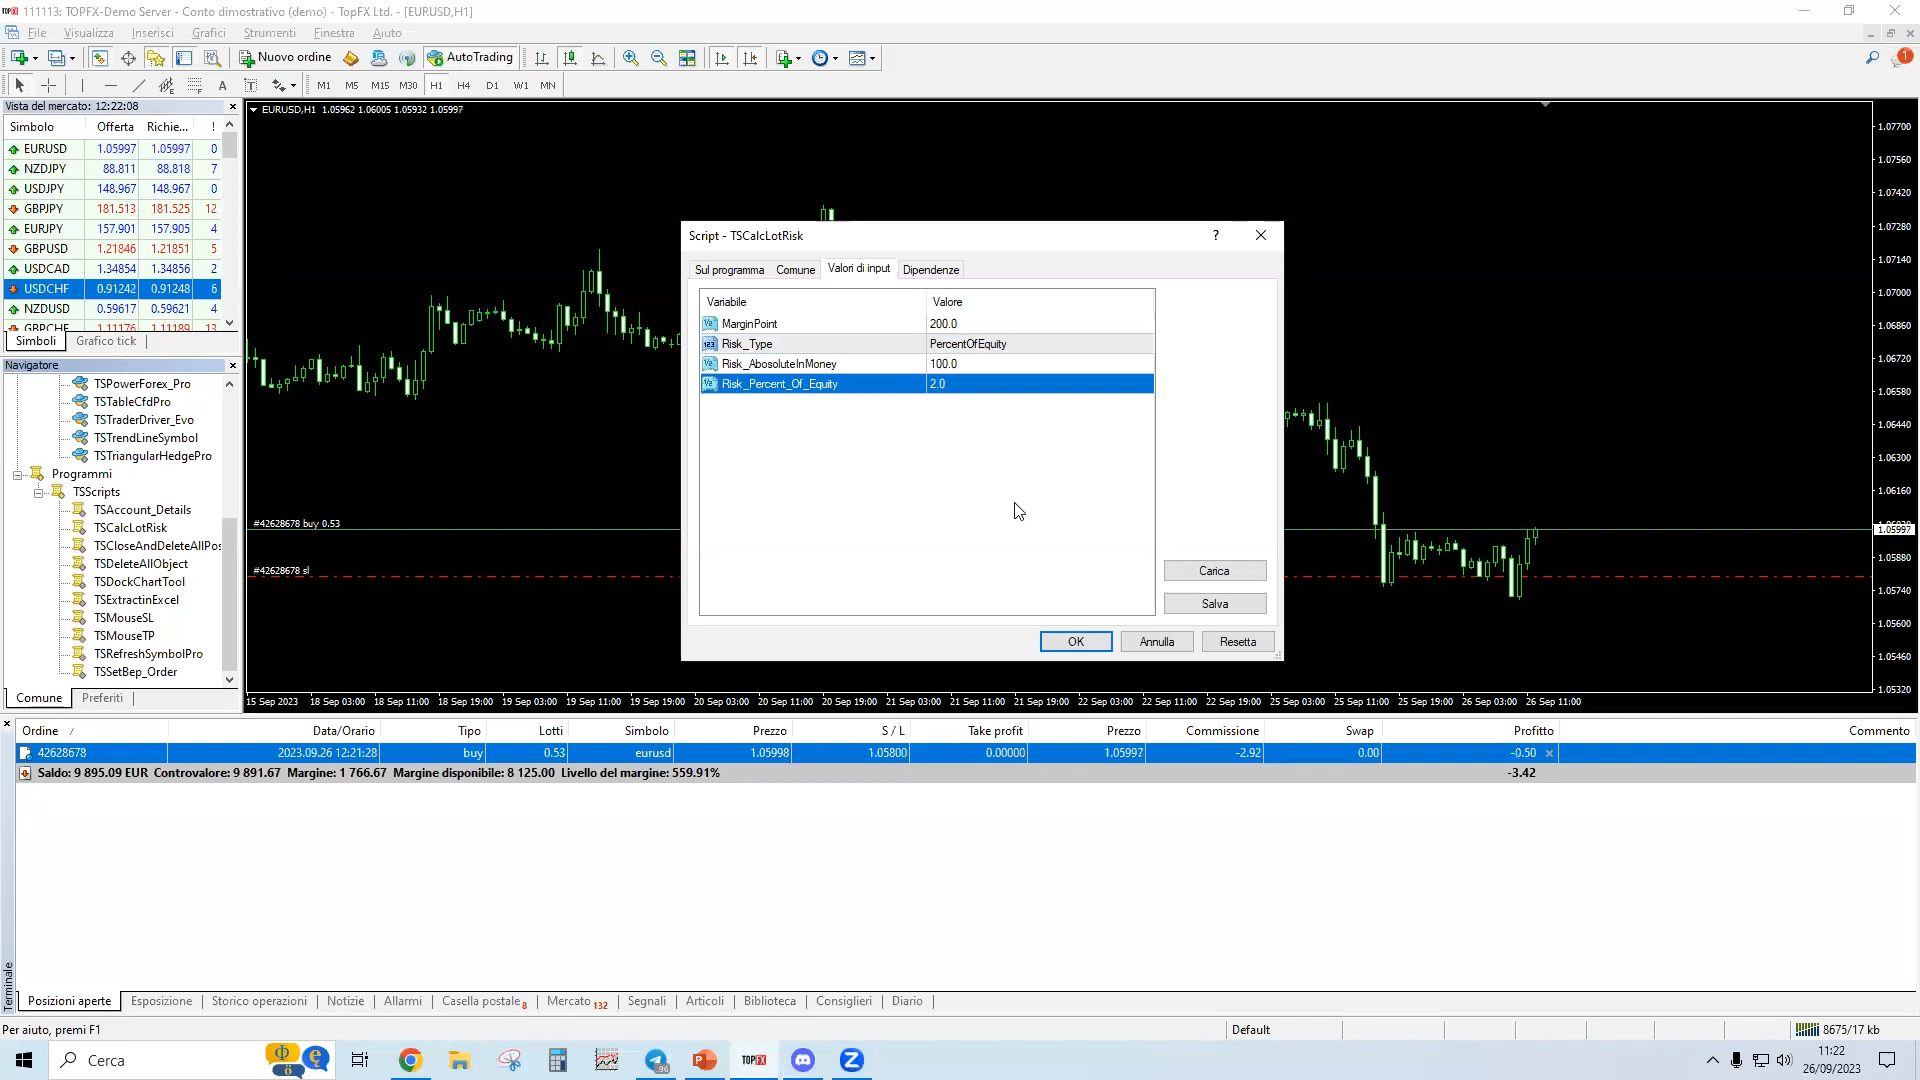 TOPFX 111113: TOPFX-Demo Server - Conto dimostrativo (demo) - TopFX Ltd. - [EURUSD,H1]
File Visualizza Inserisci Grafici Strumenti Finestra Aiuto
Nuovo ordine AutoTrading 1
A T M1 M5 M15 M30 H1 H4 D1 W1 MN
Vista del mercato: 12:22:08
Simbolo Offerta Richie... !
EURUSD 1.05997 1.05997 0
NZDJPY 88.811 88.818 7
USDJPY 148.967 148.967 0
GBPJPY 181.513 181.525 12
EURJPY 157.901 157.905 4
GBPUSD 1.21846 1.21851 5
USDCAD 1.34854 1.34856 2
USDCHF 0.91242 0.91248 6
NZDUSD 0.59617 0.59621 4
GBPCHF 1.11176 1.11189 13
Simboli Grafico tick
Navigatore
TSPowerForex_Pro
TSTableCfdPro
TSTraderDriver_Evo
TSTrendLineSymbol
TSTriangularHedgePro
Programmi
TSScripts
TSAccount_Details
TSCalcLotRisk
TSCloseAndDeleteAllPos
TSDeleteAllObject
TSDockChartTool
TSExtractinExcel
TSMouseSL
TSMouseTP
TSRefreshSymbolPro
TSSetBep_Order
Comune Preferiti
EURUSD,H1 1.05962 1.06005 1.05932 1.05997
#42628678 buy 0.53
#42628678 sl
1.07700
1.07560
1.07420
1.07280
1.07140
1.07000
1.06860
1.06720
1.06580
1.06440
1.06300
1.06160
1.05997
1.05880
1.05740
1.05600
1.05460
1.05320
15 Sep 2023 18 Sep 03:00 18 Sep 11:00 18 Sep 19:00 19 Sep 03:00 19 Sep 11:00 19 Sep 19:00 20 Sep 03:00 20 Sep 11:00 20 Sep 19:00 21 Sep 03:00 21 Sep 11:00 21 Sep 19:00 22 Sep 03:00 22 Sep 11:00 22 Sep 19:00 25 Sep 03:00 25 Sep 11:00 25 Sep 19:00 26 Sep 03:00 26 Sep 11:00
Script - TSCalcLotRisk ?
Sul programma Comune Valori di input Dipendenze
Variabile Valore
MarginPoint 200.0
Risk_Type PercentOfEquity
Risk_AbosoluteInMoney 100.0
Risk_Percent_Of_Equity 2.0
Carica
Salva
OK Annulla Resetta
Ordine / Data/Orario Tipo Lotti Simbolo Prezzo S / L Take profit Prezzo Commissione Swap Profitto Commento
42628678 2023.09.26 12:21:28 buy 0.53 eurusd 1.05998 1.05800 0.00000 1.05997 -2.92 0.00 -0.50
Saldo: 9 895.09 EUR Controvalore: 9 891.67 Margine: 1 766.67 Margine disponibile: 8 125.00 Livello del margine: 559.91% -3.42
Terminale
Posizioni aperte Esposizione Storico operazioni Notizie Allarmi Casella postale 8 Mercato 132 Segnali Articoli Biblioteca Consiglieri Diario
Per aiuto, premi F1 Default 8675/17 kb
Cerca 96 TOPFX 11:22
26/09/2023